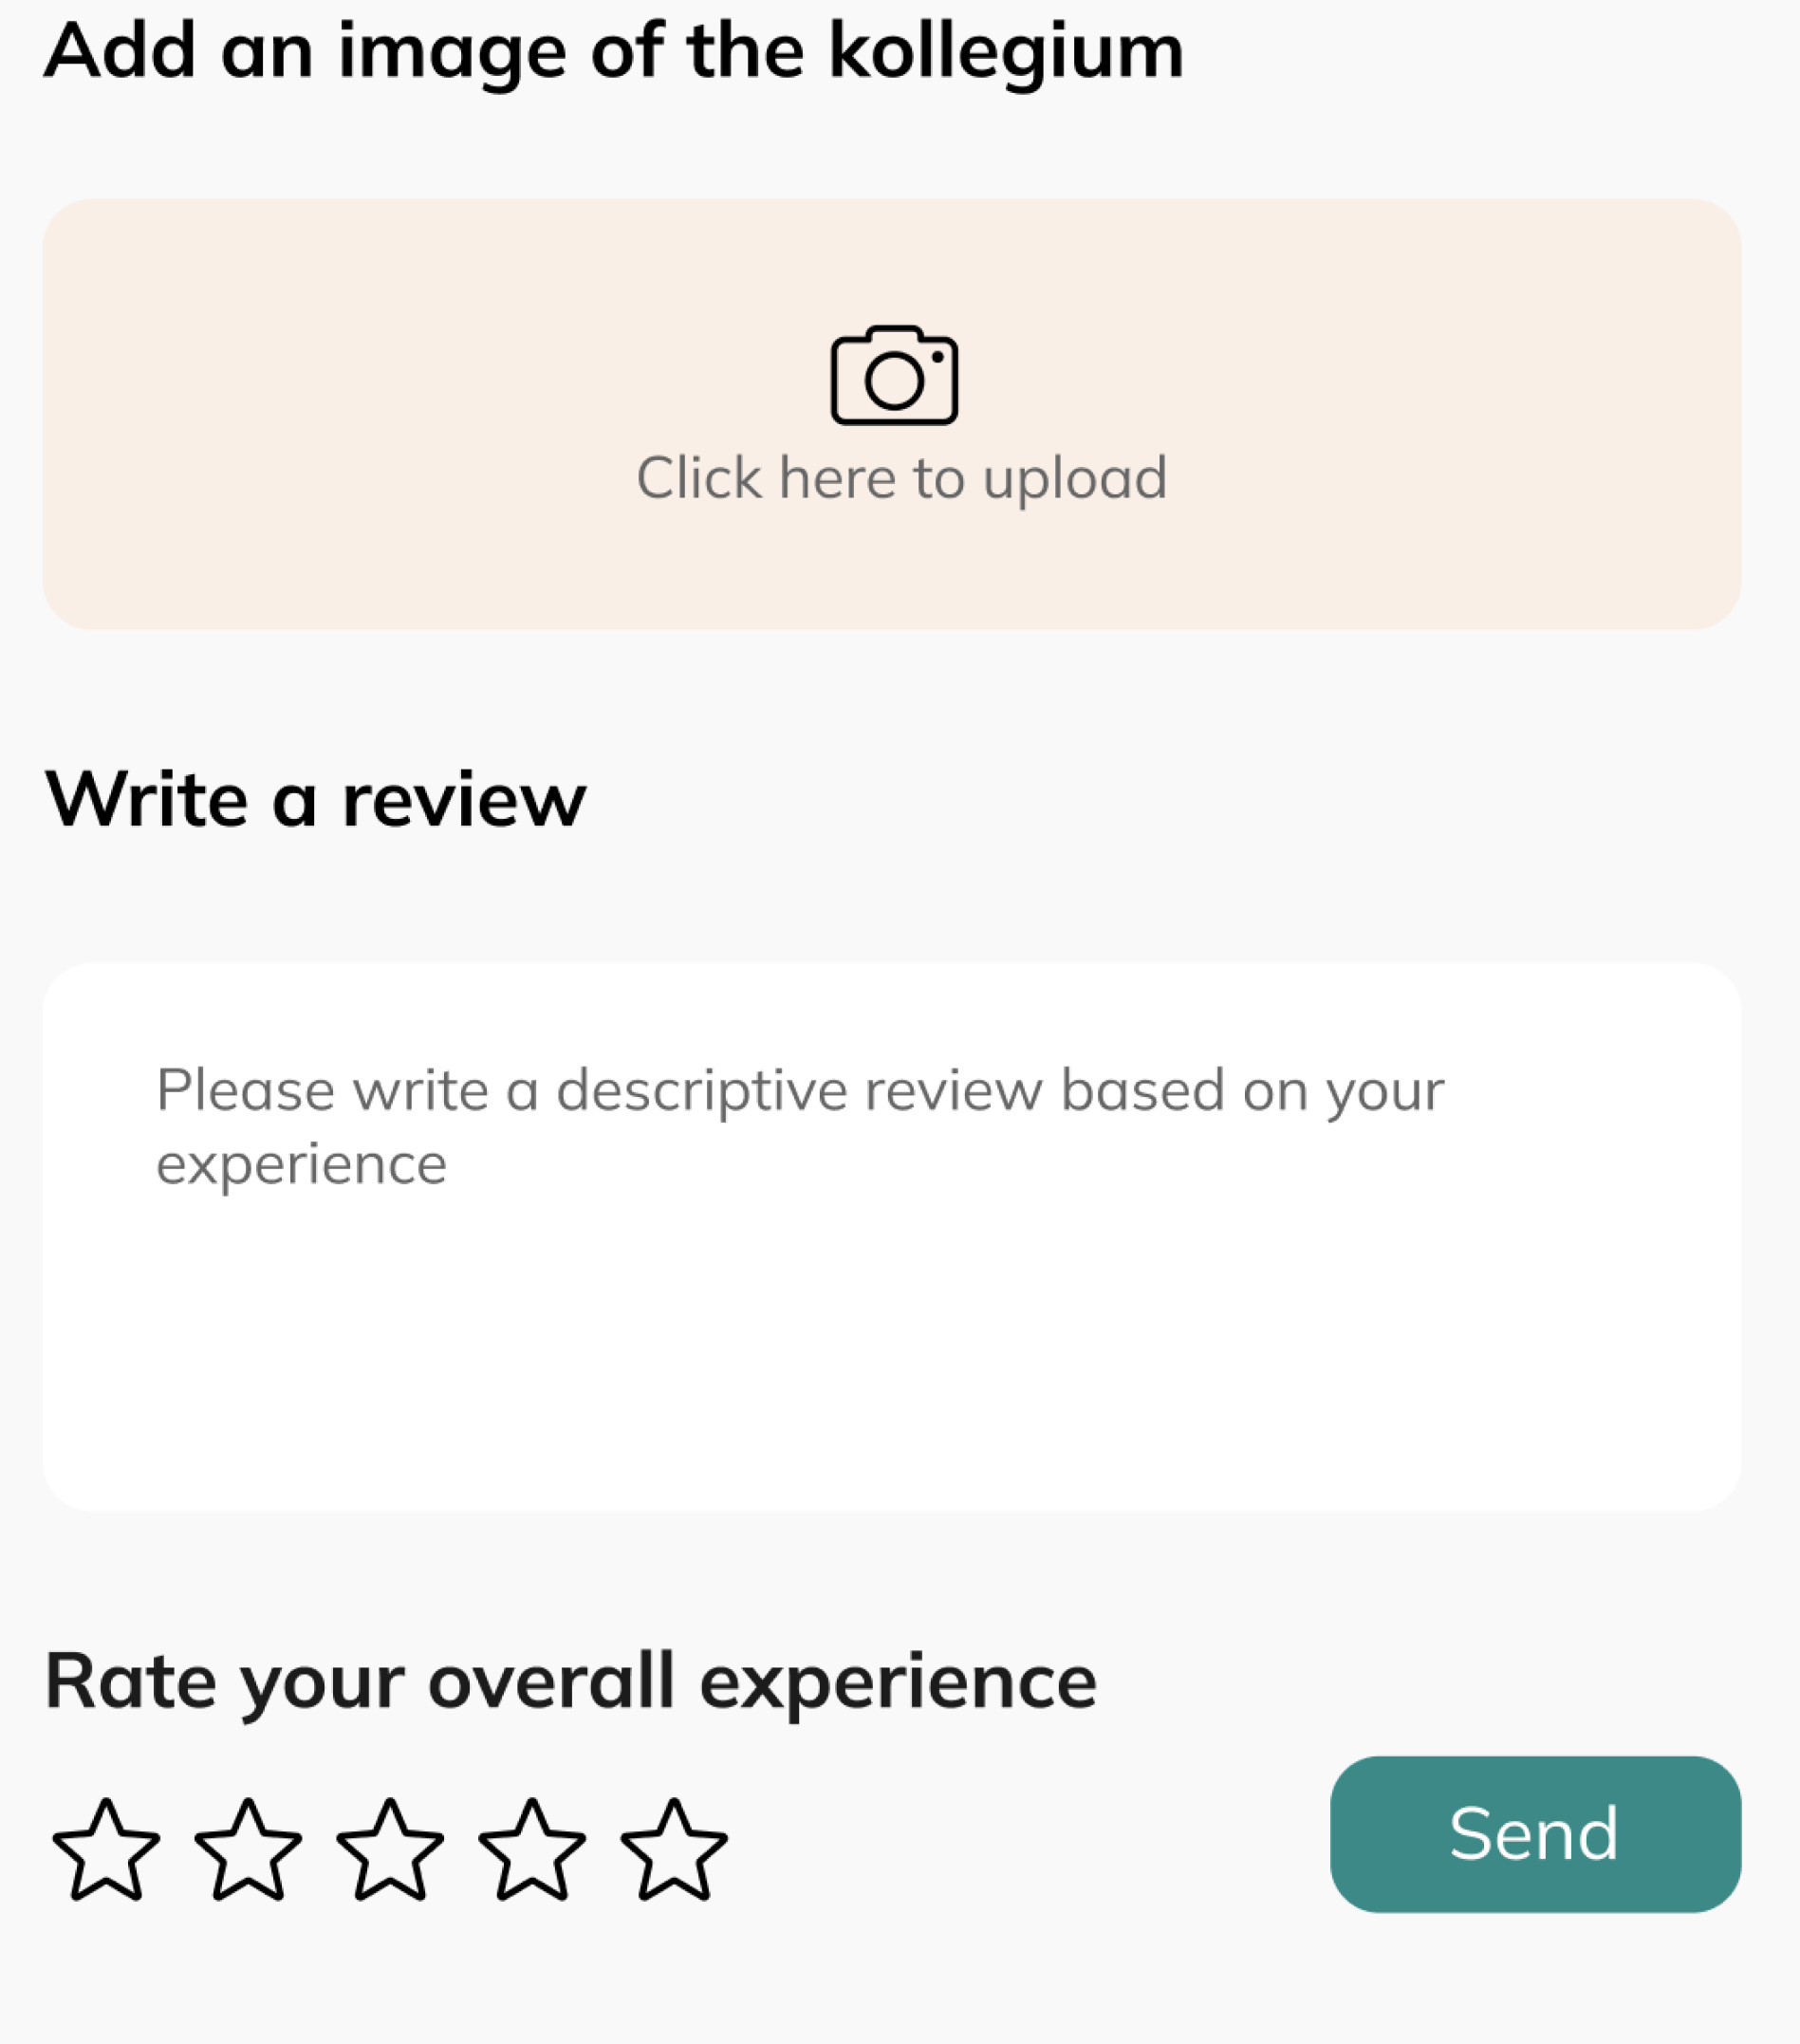 Add an image of the kollegium
Click here to upload
Write a review
Please write a descriptive review based on your
experience
Rate your overall experience
Send